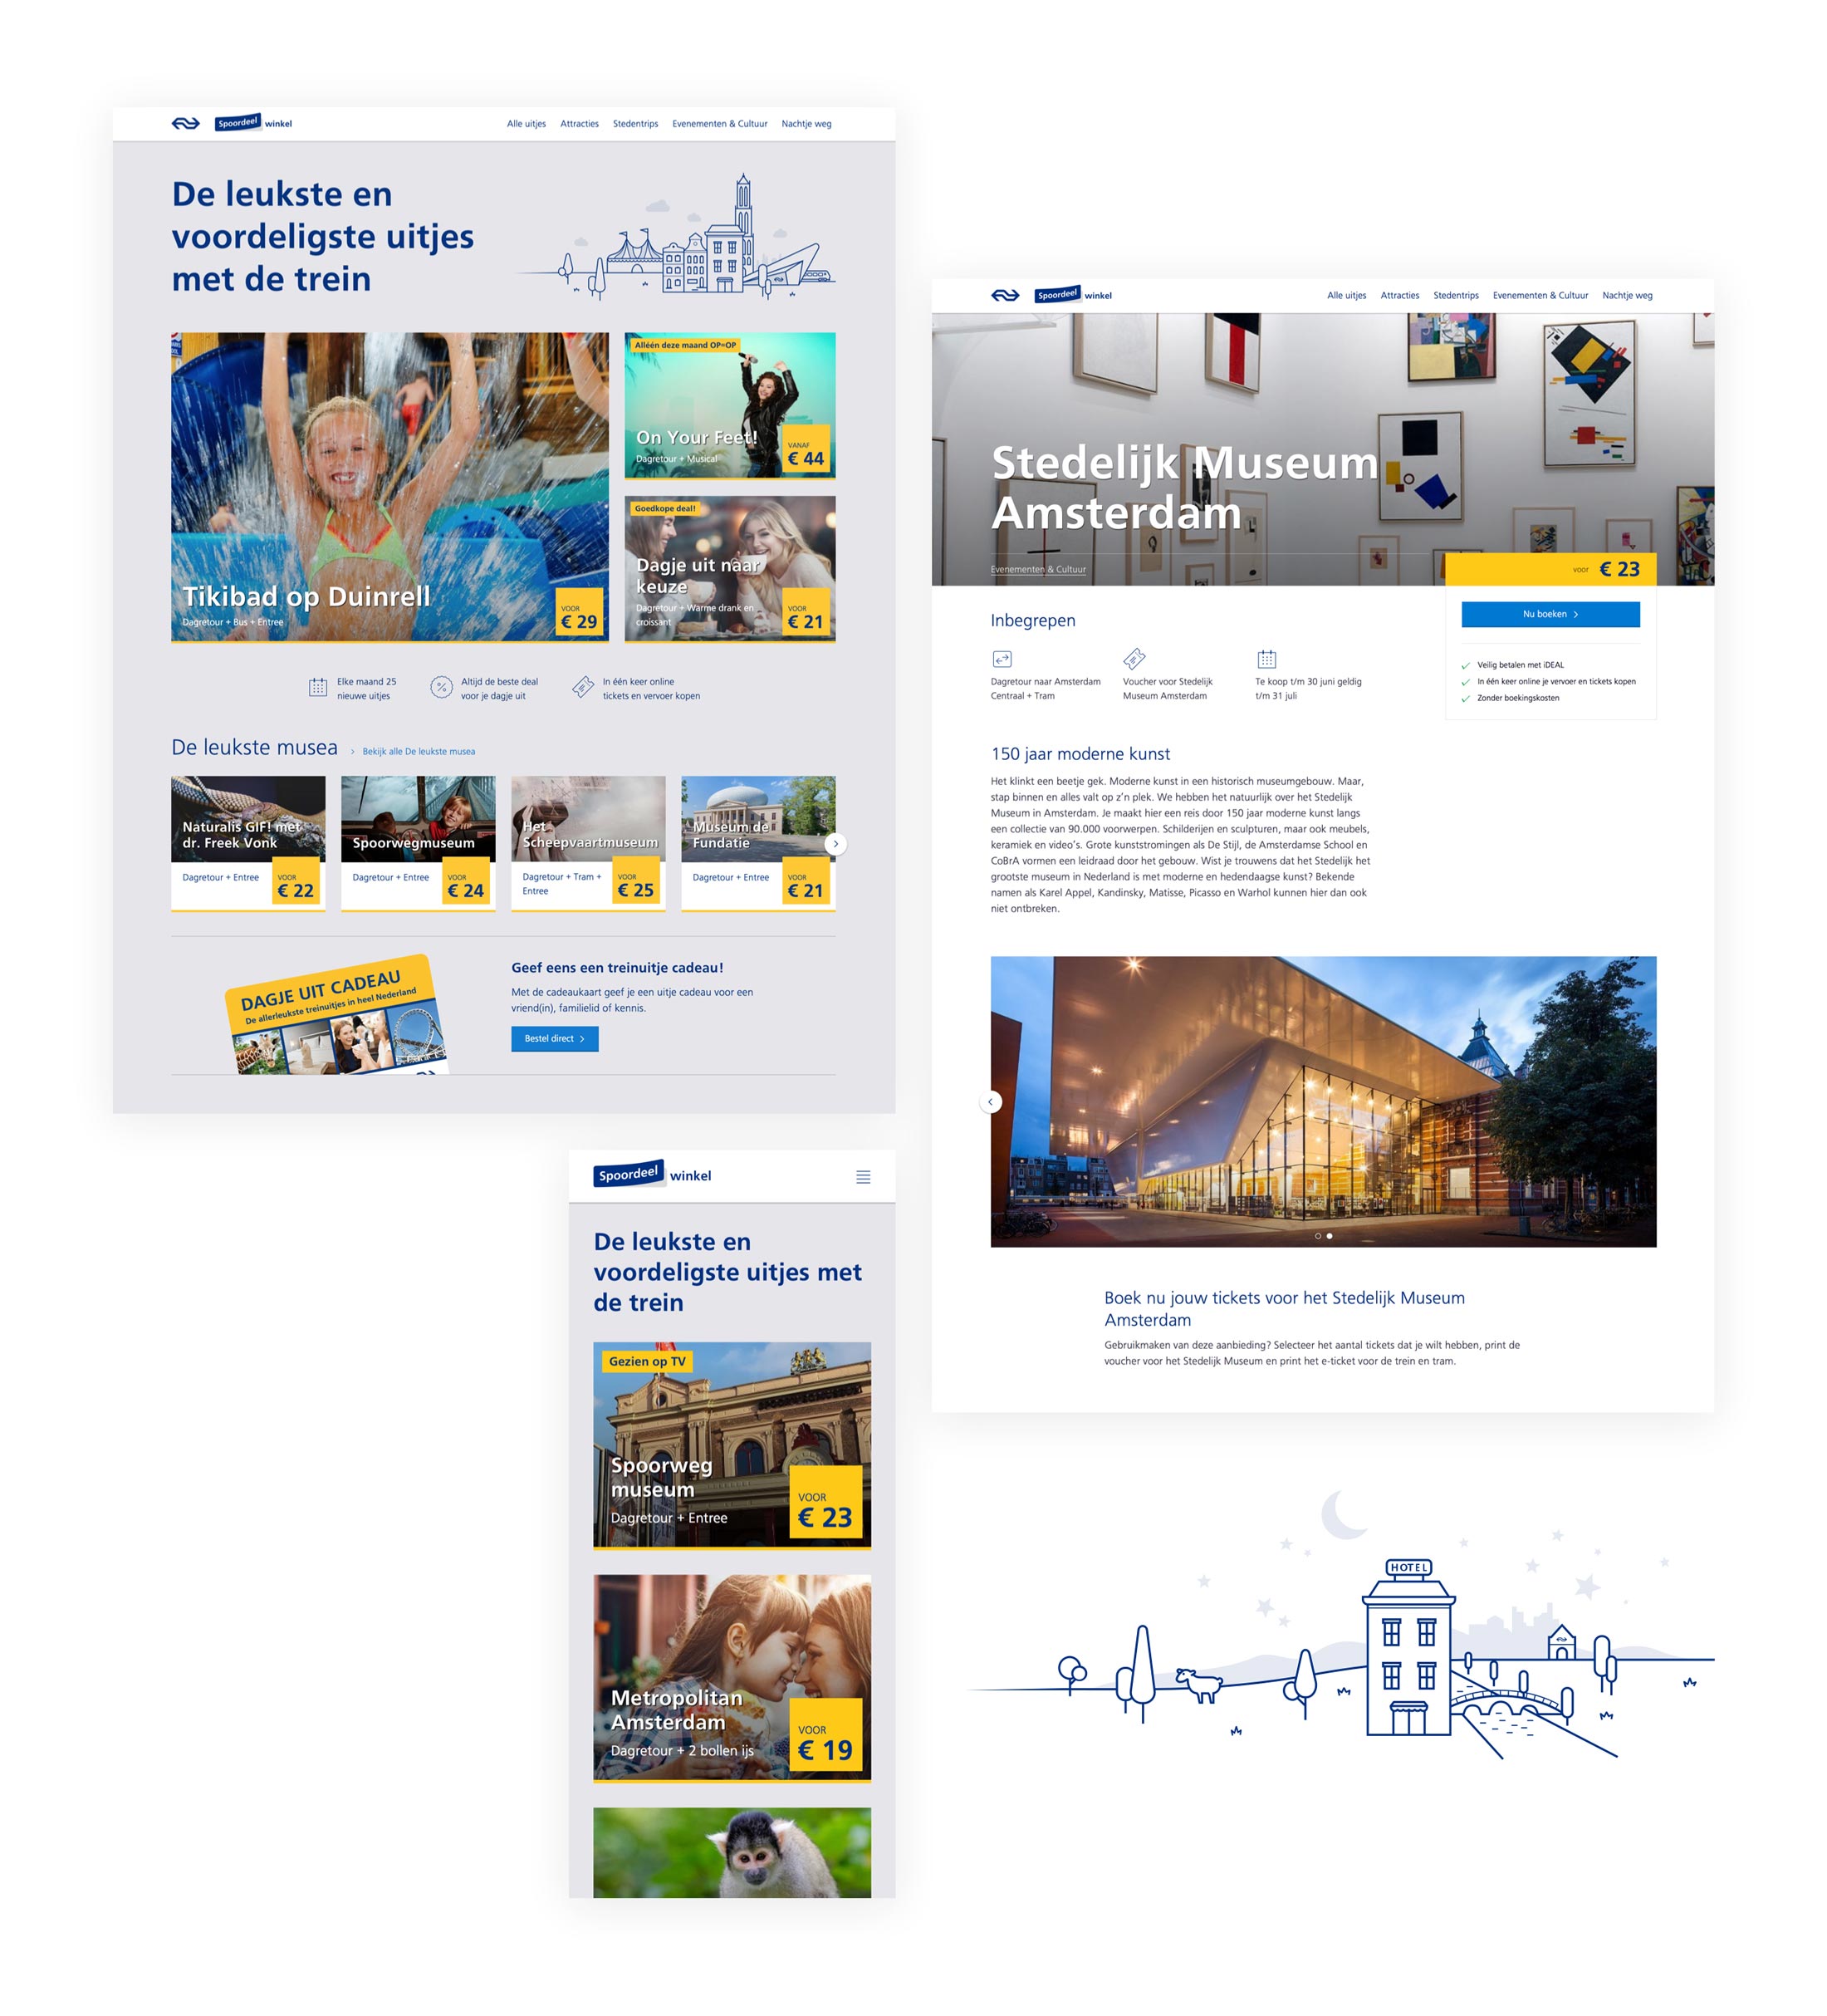 Spoordeel winkel
Alle uitjes Attracties Stedentrips Evenementen & Cultuur Nachtje weg
De leukste en
voordeligste uitjes
met de trein
Tikibad op Duinrell
Dagretour + Bus + Entree
VOOR
€ 29
Alléén deze maand OP=OP
On Your Feet!
Dagretour + Musical
VANAF
€ 44
Goedkope deal!
Dagje uit naar
keuze
Dagretour + Warme drank en
croissant
VOOR
€ 21
Elke maand 25
nieuwe uitjes
Altijd de beste deal
voor je dagje uit
In één keer online
tickets en vervoer kopen
De leukste musea
Bekijk alle De leukste musea
Naturalis GIF! met
dr. Freek Vonk
Dagretour + Entree
VOOR
€ 22
Spoorwegmuseum
Dagretour + Entree
VOOR
€ 24
Het
Scheepvaartmuseum
Dagretour + Tram +
Entree
VOOR
€ 25
Museum de
Fundatie
Dagretour + Entree
VOOR
€ 21
DAGJE UIT CADEAU
De allerleukste treinuitjes in heel Nederland
Geef eens een treinuitje cadeau!
Met de cadeaukaart geef je een uitje cadeau voor een
vriend(in), familielid of kennis.
Bestel direct
Spoordeel winkel
Alle uitjes Attracties Stedentrips Evenementen & Cultuur Nachtje weg
Stedelijk Museum
Amsterdam
Evenementen & Cultuur
voor € 23
Nu boeken
Veilig betalen met iDEAL
In één keer online je vervoer en tickets kopen
Zonder boekingskosten
Inbegrepen
Dagretour naar Amsterdam
Centraal + Tram
Voucher voor Stedelijk
Museum Amsterdam
Te koop t/m 30 juni geldig
t/m 31 juli
150 jaar moderne kunst
Het klinkt een beetje gek. Moderne kunst in een historisch museumgebouw. Maar,
stap binnen en alles valt op z'n plek. We hebben het natuurlijk over het Stedelijk
Museum in Amsterdam. Je maakt hier een reis door 150 jaar moderne kunst langs
een collectie van 90.000 voorwerpen. Schilderijen en sculpturen, maar ook meubels,
keramiek en video's. Grote kunststromingen als De Stijl, de Amsterdamse School en
CoBrA vormen een leidraad door het gebouw. Wist je trouwens dat het Stedelijk het
grootste museum in Nederland is met moderne en hedendaagse kunst? Bekende
namen als Karel Appel, Kandinsky, Matisse, Picasso en Warhol kunnen hier dan ook
niet ontbreken.
Boek nu jouw tickets voor het Stedelijk Museum
Amsterdam
Gebruikmaken van deze aanbieding? Selecteer het aantal tickets dat je wilt hebben, print de
voucher voor het Stedelijk Museum en print het e-ticket voor de trein en tram.
Spoordeel winkel
De leukste en
voordeligste uitjes met
de trein
Gezien op TV
Spoorweg
museum
Dagretour + Entree
VOOR
€ 23
Metropolitan
Amsterdam
Dagretour + 2 bollen ijs
VOOR
€ 19
HOTEL